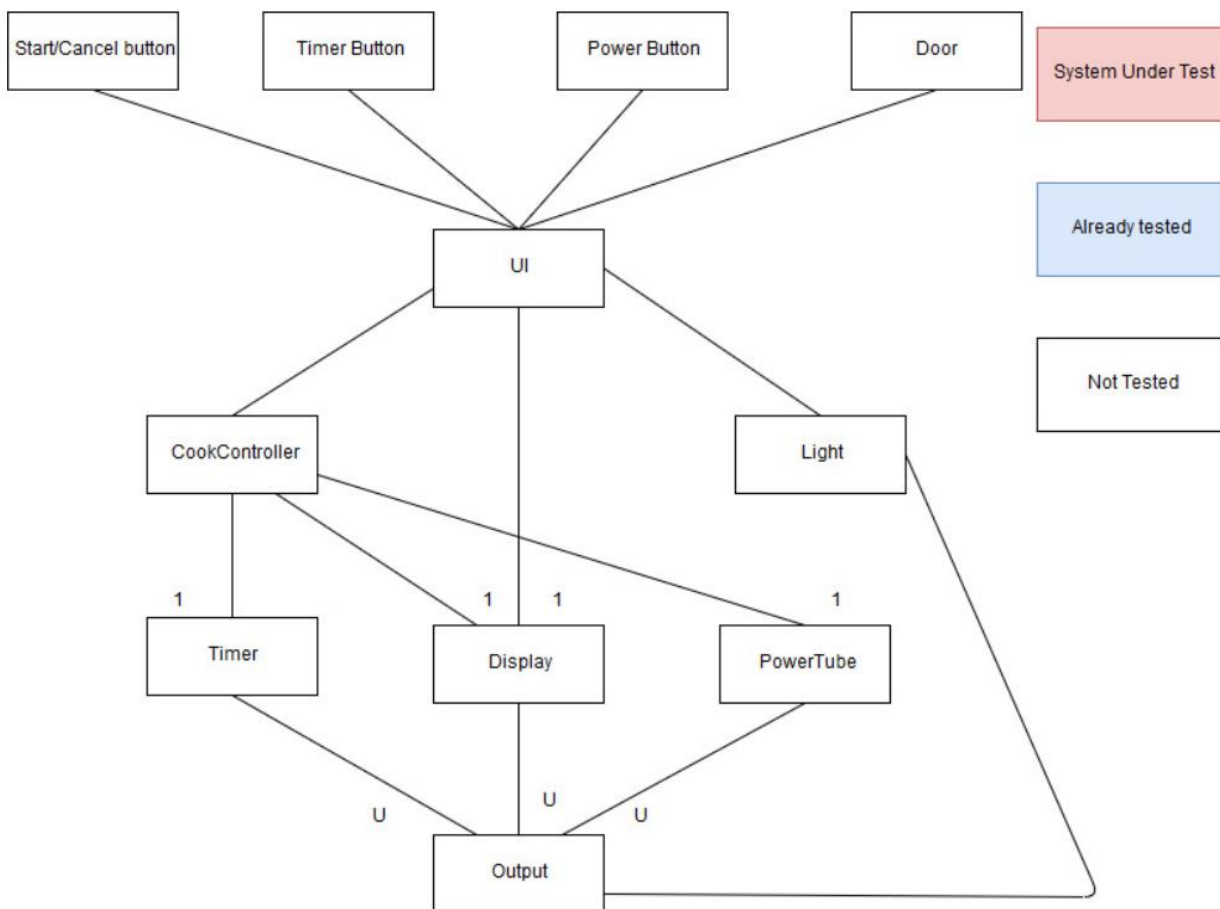 Start/Cancel button
Timer Button
Power Button
Door
System Under Test
Already tested
UI
Not Tested
CookController
Light
1
1
1
1
Timer
Display
PowerTube
U
U
U
Output